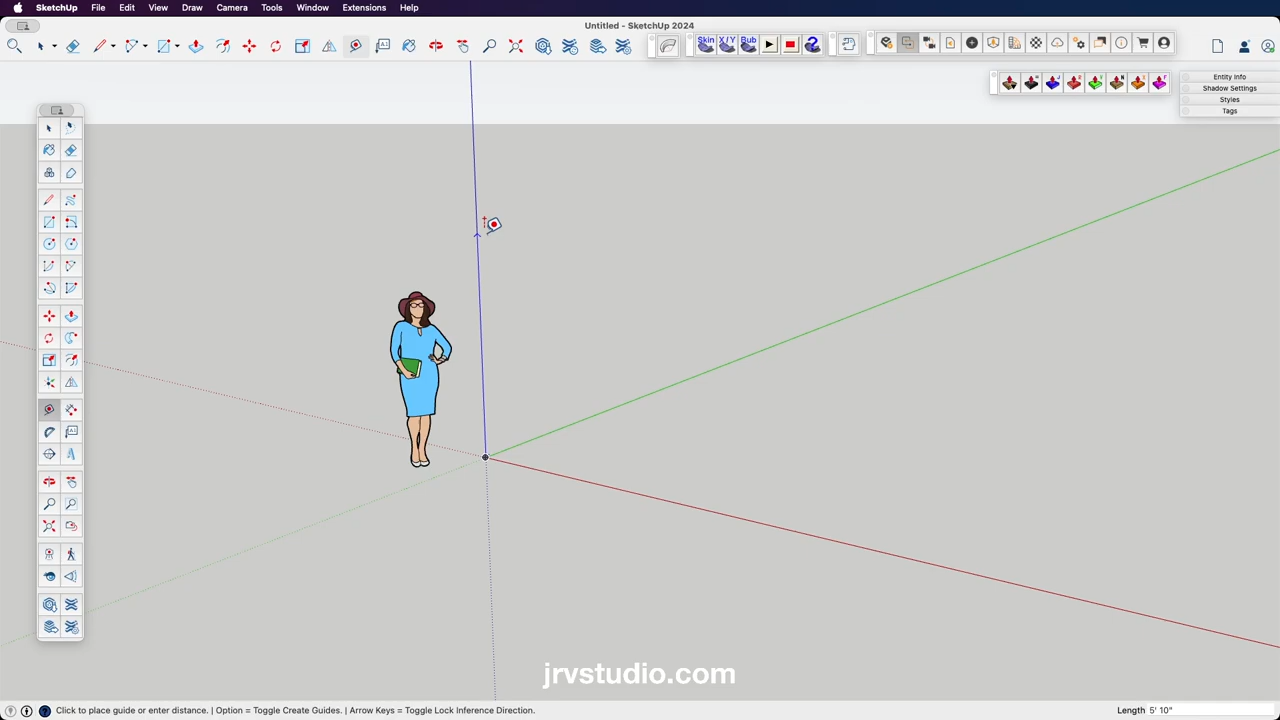 SketchUp File Edit View Draw Camera Tools Window Extensions Help
Untitled - SketchUp 2024
Skin X/Y Bub
Entity Info
Shadow Settings
Styles
Tags
jrvstudio.com
Click to place guide or enter distance. | Option = Toggle Create Guides. | Arrow Keys = Toggle Lock Inference Direction.
Length 5' 10"